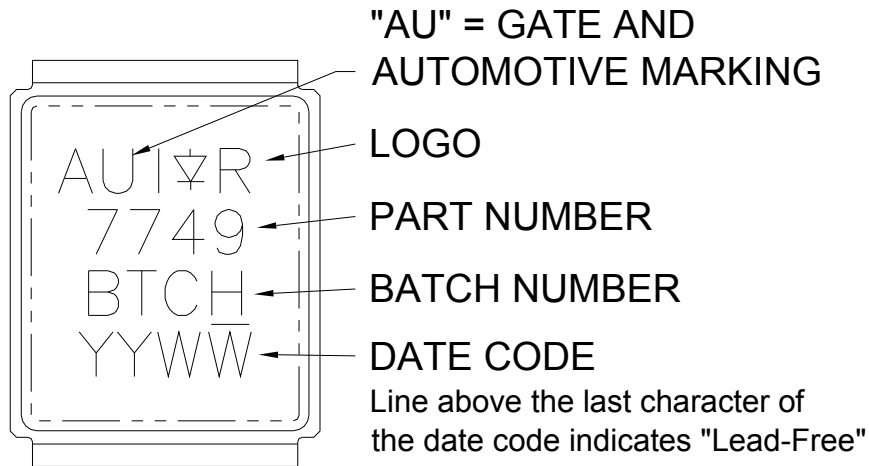 "AU" = GATE AND
AUTOMOTIVE MARKING
AUI R
LOGO
7749
PART NUMBER
BTCH
BATCH NUMBER
YYWW̅
DATE CODE
Line above the last character of
the date code indicates "Lead-Free"